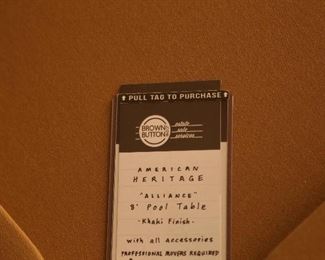 ↑ PULL TAG TO PURCHASE ↑
BROWN
BUTTON
estate
sale
services
AMERICAN
HERITAGE
"ALLIANCE"
8' Pool Table
-Khaki Finish-
with all accessories
PROFESSIONAL MOVERS REQUIRED